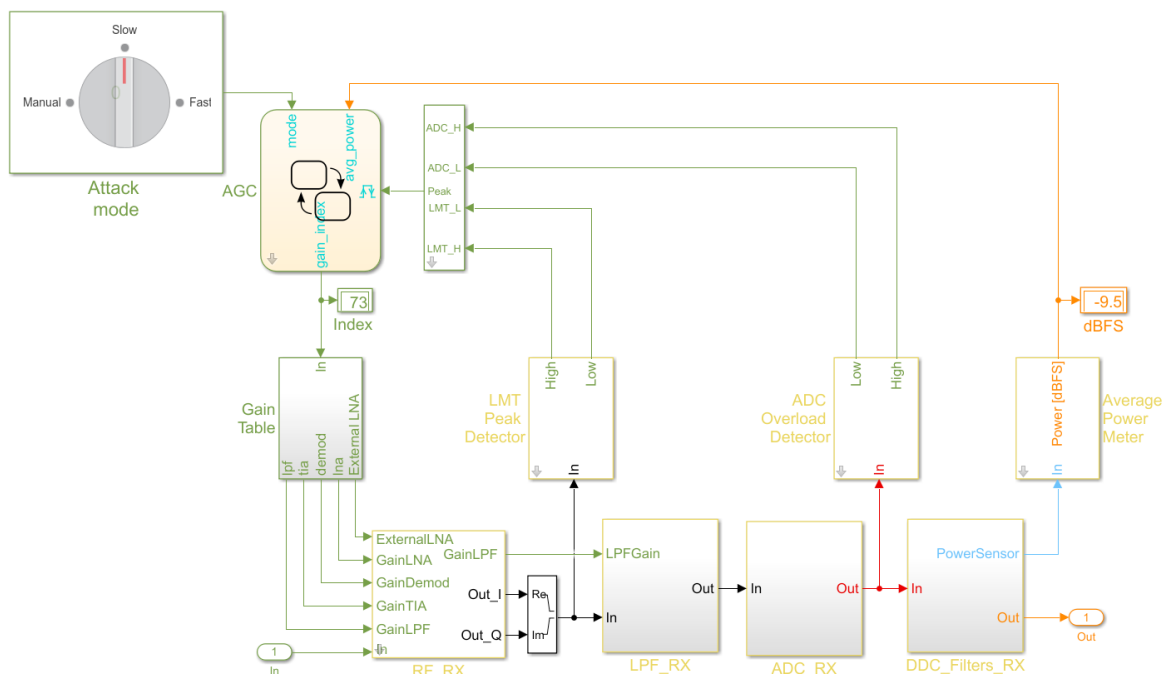 Slow
Manual
Fast
Attack
mode
mode
avg_power
AGC
gain_index
ADC_H
ADC_L
Peak
LMT_L
LMT_H
73
Index
-9.5
dBFS
In
Gain
Table
lpf
tia
demod
lna
External LNA
High
Low
LMT
Peak
Detector
In
Low
High
ADC
Overload
Detector
In
Power [dBFS]
In
Average
Power
Meter
ExternalLNA
GainLNA
GainDemod
GainTIA
GainLPF
In
GainLPF
Out_I
Out_Q
RF_RX
Re
Im
LPFGain
In
Out
LPF_RX
In
Out
ADC_RX
In
PowerSensor
Out
DDC_Filters_RX
1
In
1
Out